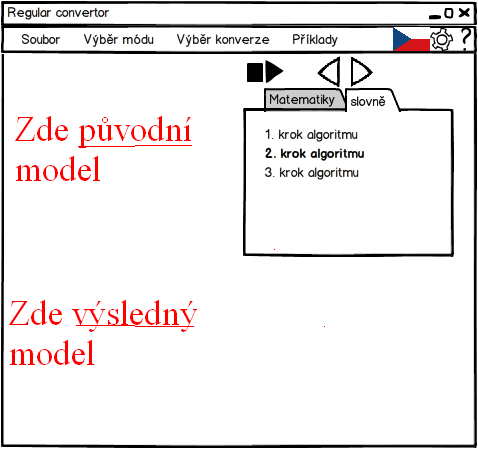 Regular convertor
Soubor Výběr módu Výběr konverze Příklady ?
Matematiky slovně
1. krok algoritmu
2. krok algoritmu
3. krok algoritmu
Zde původní
model
Zde výsledný
model